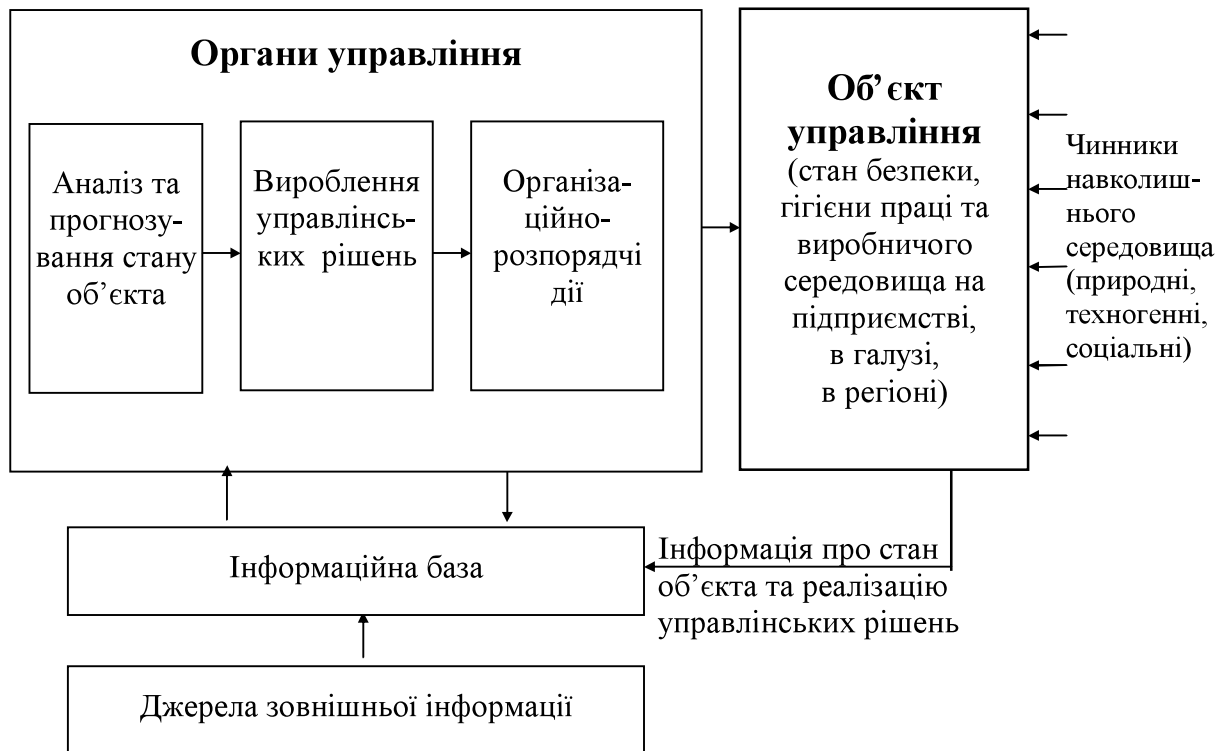 Органи управління
Аналіз та
прогнозу-
вання стану
об’єкта
Вироблення
управлінсь-
ких рішень
Організа-
ційно-
розпорядчі
дії
Об’єкт
управління
(стан безпеки,
гігієни праці та
виробничого
середовища на
підприємстві,
в галузі,
в регіоні)
Чинники
навколиш-
нього
середовища
(природні,
техногенні,
соціальні)
Інформаційна база
Інформація про стан
об’єкта та реалізацію
управлінських рішень
Джерела зовнішньої інформації